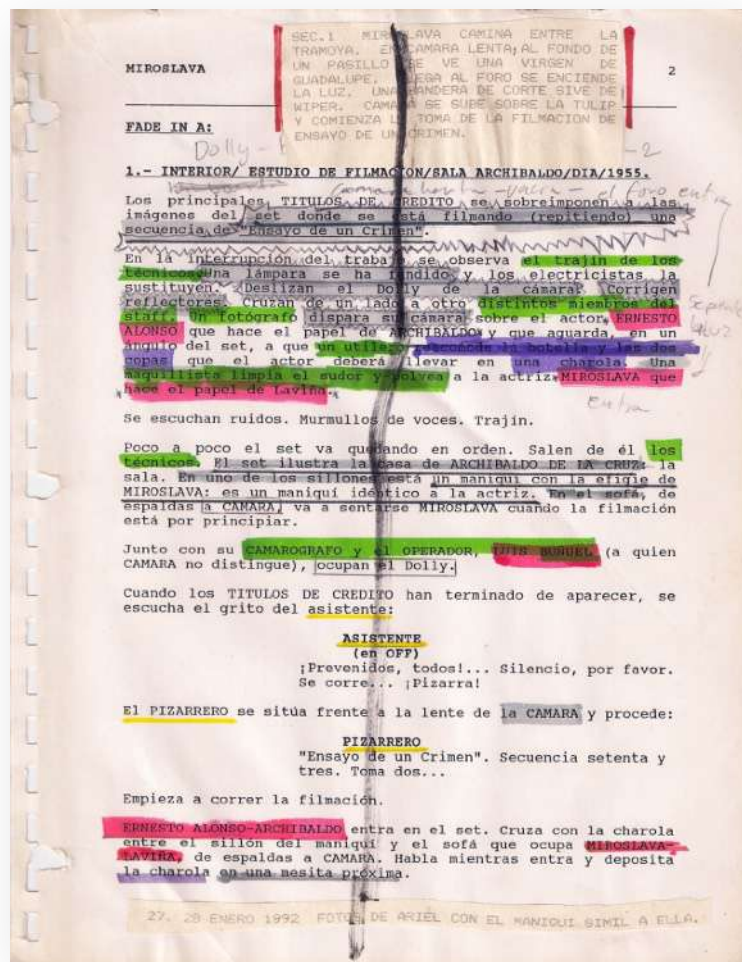 SEC.1 MIROSLAVA CAMINA ENTRE LA
TRAMOYA. EN CAMARA LENTA, AL FONDO DE
UN PASILLO SE VE UNA VIRGEN DE
GUADALUPE. LLEGA AL FORO SE ENCIENDE
LA LUZ. UNA BANDERA DE CORTE SIVE DE
WIPER. CAMARA SE SUBE SOBRE LA TULIP
Y COMIENZA LA TOMA DE LA FILMACION DE
ENSAYO DE UN CRIMEN.
MIROSLAVA 2
FADE IN A:
Dolly - -2
1.- INTERIOR/ ESTUDIO DE FILMACION/SALA ARCHIBALDO/DIA/1955.
Camara - el foro entra
Los principales TITULOS DE CREDITO se sobreimponen a las
imágenes del set donde se está filmando (repitiendo) una
secuencia de "Ensayo de un Crimen".
En la interrupción del trabajo se observa el trajín de los
técnicos. Una lámpara se ha fundido y los electricistas la
sustituyen. Deslizan el Dolly de la cámara. Corrigen
reflectores. Cruzan de un lado a otro distintos miembros del
staff. Un fotógrafo dispara su cámara sobre el actor ERNESTO
ALONSO que hace el papel de ARCHIBALDO y que aguarda, en un
ángulo del set, a que un utilero la botella y las dos
copas que el actor deberá llevar en una charola. Una
maquillista limpia el sudor y polvea a la actriz MIROSLAVA que
hace el papel de Laviña.
entra
Se escuchan ruidos. Murmullos de voces. Trajín.
Poco a poco el set va quedando en orden. Salen de él los
técnicos. El set ilustra la casa de ARCHIBALDO DE LA CRUZ: la
sala. En uno de los sillones está un maniquí con la efigie de
MIROSLAVA: es un maniquí idéntico a la actriz. En el sofá, de
espaldas a CAMARA, va a sentarse MIROSLAVA cuando la filmación
está por principiar.
Junto con su CAMAROGRAFO y el OPERADOR, LUIS BUÑUEL (a quien
CAMARA no distingue), ocupan el Dolly.
Cuando los TITULOS DE CREDITO han terminado de aparecer, se
escucha el grito del asistente:
ASISTENTE
(en OFF)
¡Prevenidos, todos!... Silencio, por favor.
Se corre... ¡Pizarra!
El PIZARRERO se sitúa frente a la lente de la CAMARA y procede:
PIZARRERO
"Ensayo de un Crimen". Secuencia setenta y
tres. Toma dos...
Empieza a correr la filmación.
ERNESTO ALONSO-ARCHIBALDO entra en el set. Cruza con la charola
entre el sillón del maniquí y el sofá que ocupa MIROSLAVA-
LAVIÑA, de espaldas a CAMARA. Habla mientras entra y deposita
la charola en una mesita próxima.
27. 28 ENERO 1992 FOTOS DE ARIEL CON EL MANIQUI SIMIL A ELLA.